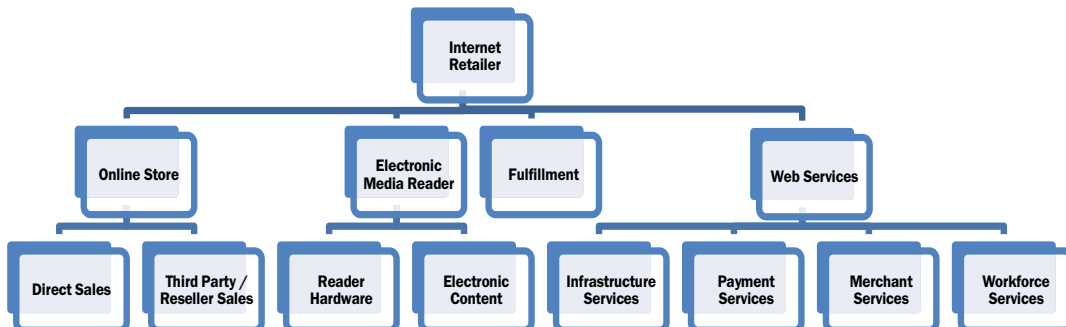 Internet
Retailer
Online Store
Electronic
Media Reader
Fulfillment
Web Services
Direct Sales
Third Party /
Reseller Sales
Reader
Hardware
Electronic
Content
Infrastructure
Services
Payment
Services
Merchant
Services
Workforce
Services